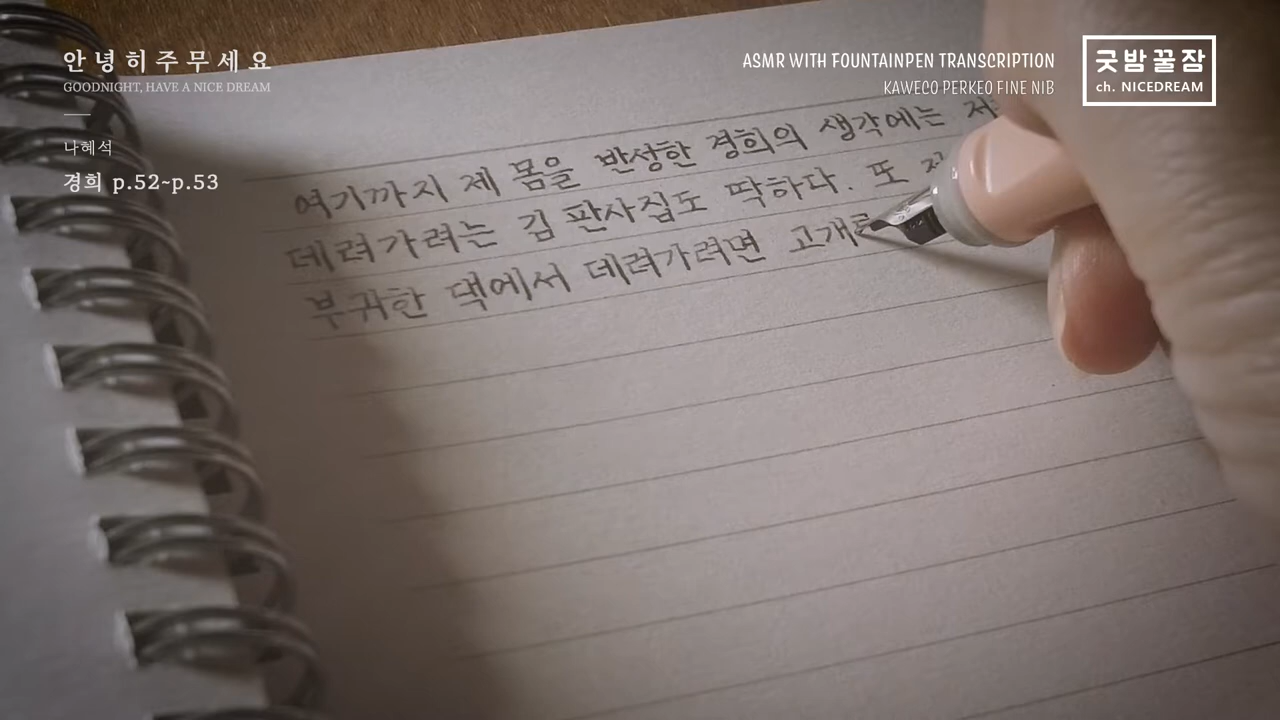 안녕히주무세요
GOODNIGHT, HAVE A NICE DREAM
나혜석
경희 p.52~p.53
ASMR WITH FOUNTAINPEN TRANSCRIPTION
KAWECO PERKEO FINE NIB
굿밤꿀잠
ch. NICEDREAM
여기까지 제 몸을 반성한 경희의 생각에는 저
데려가려는 김 판사집도 딱하다. 또
부귀한 댁에서 데려가려면 고개를